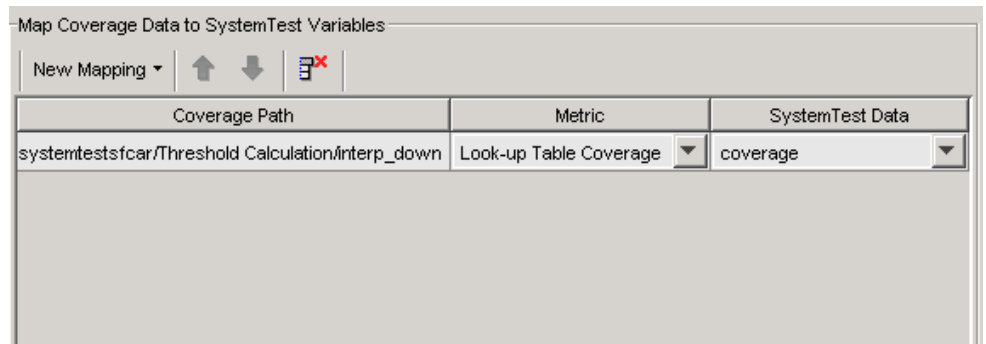 Map Coverage Data to SystemTest Variables
New Mapping
Coverage Path Metric SystemTest Data
systemtestsfcar/Threshold Calculation/interp_down Look-up Table Coverage coverage